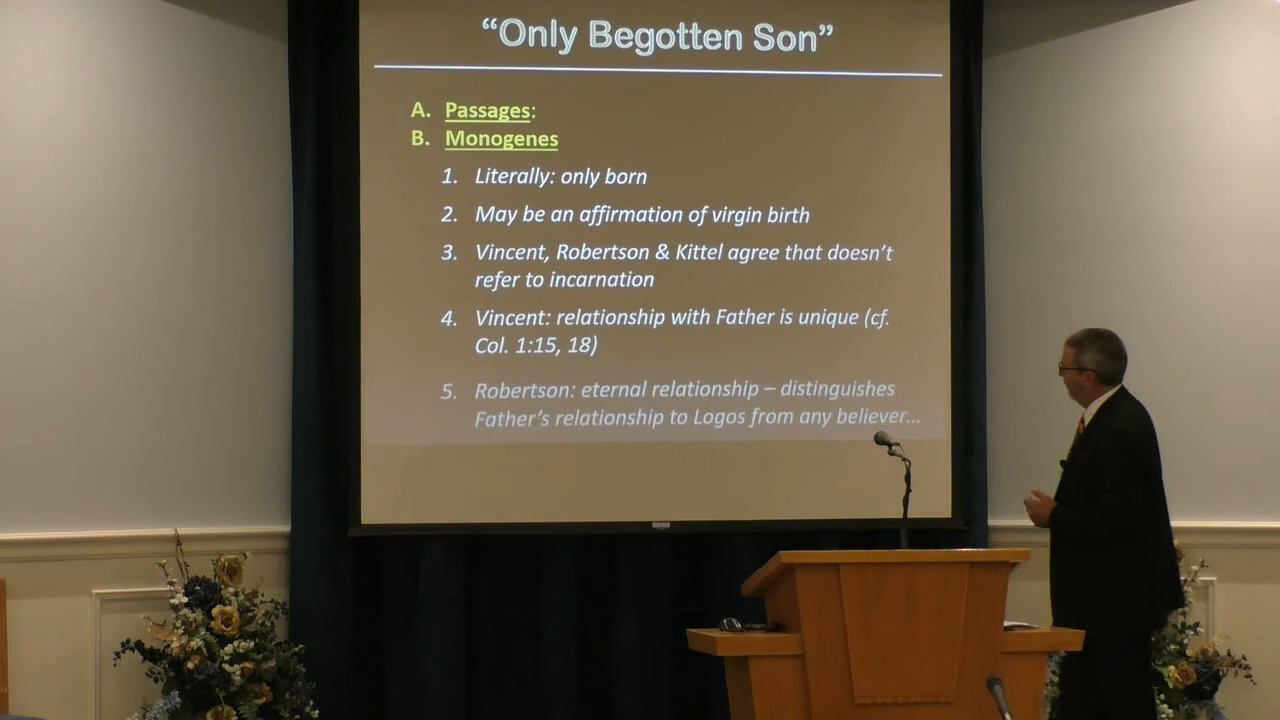 “Only Begotten Son”
A. Passages:
B. Monogenes
1. Literally: only born
2. May be an affirmation of virgin birth
3. Vincent, Robertson & Kittel agree that doesn’t
refer to incarnation
4. Vincent: relationship with Father is unique (cf.
Col. 1:15, 18)
5. Robertson: eternal relationship – distinguishes
Father’s relationship to Logos from any believer…